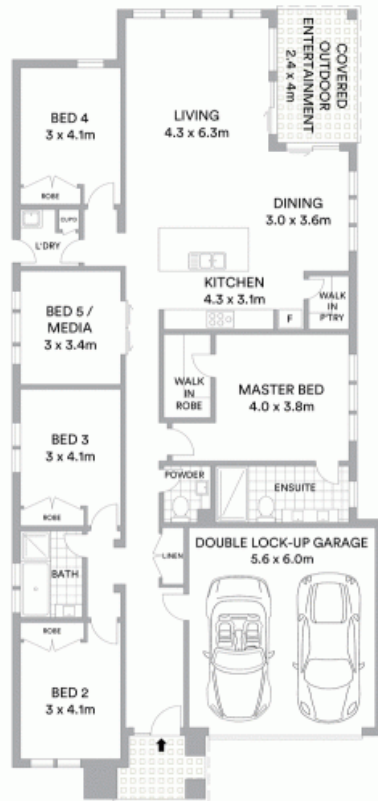 COVERED
OUTDOOR
ENTERTAINMENT
2.4 x 4m
LIVING
4.3 x 6.3m
BED 4
3 x 4.1m
ROBE
CUPD
L'DRY
DINING
3.0 x 3.6m
KITCHEN
4.3 x 3.1m
F
WALK
IN
PTRY
BED 5 /
MEDIA
3 x 3.4m
WALK
IN
ROBE
MASTER BED
4.0 x 3.8m
BED 3
3 x 4.1m
ROBE
POWDER
ENSUITE
BATH
LINEN
DOUBLE LOCK-UP GARAGE
5.6 x 6.0m
ROBE
BED 2
3 x 4.1m